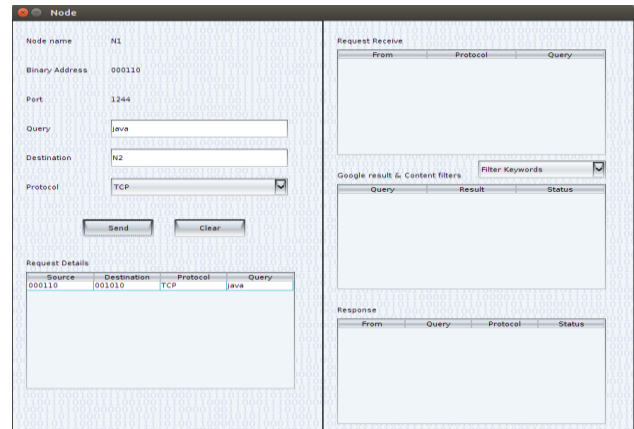 Node
Node name N1
Binary Address 000110
Port 1244
Query java
Destination N2
Protocol TCP
Send Clear
Request Details
Source Destination Protocol Query
000110 001010 TCP java
Request Receive
From Protocol Query
Google result & Content filters Filter Keywords
Query Result Status
Response
From Query Protocol Status